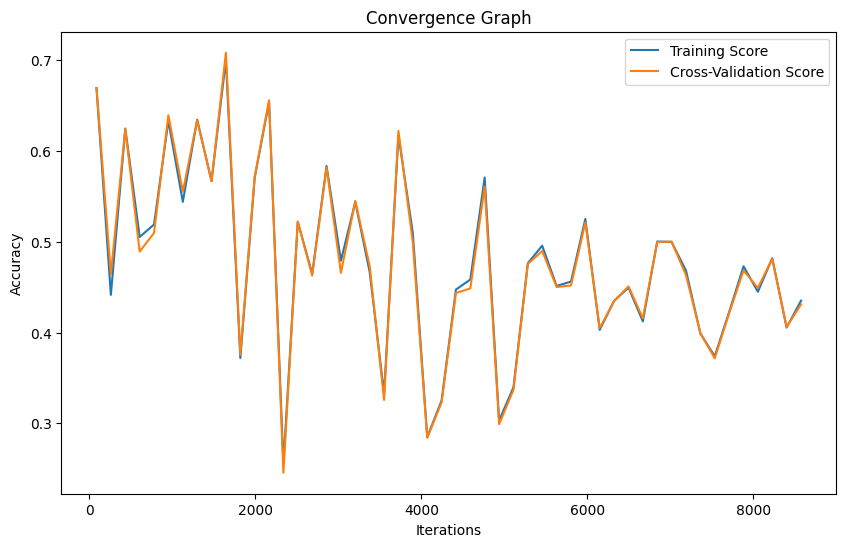 Convergence Graph
Training Score
Cross-Validation Score
0.7
0.6
0.5
0.4
0.3
Accuracy
0
2000
4000
6000
8000
Iterations